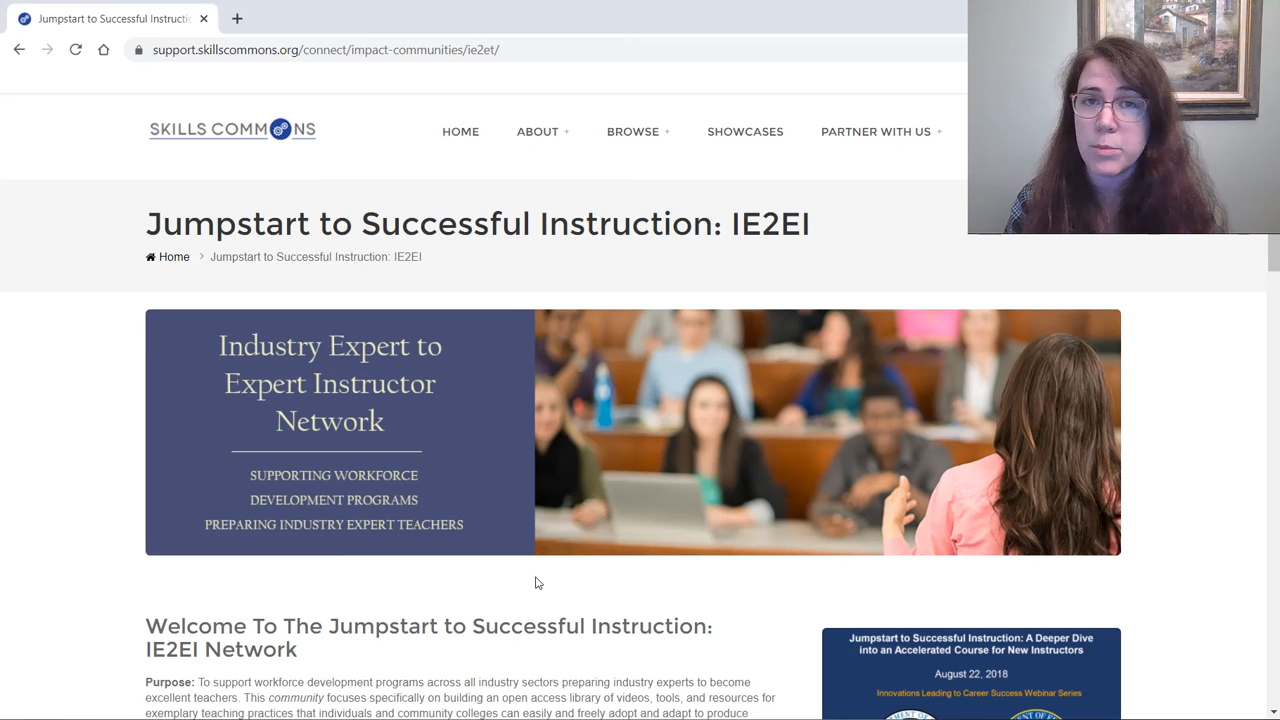 Jumpstart to Successful Instructi
support.skillscommons.org/connect/impact-communities/ie2et/
SKILLS COMMONS
HOME
ABOUT +
BROWSE +
SHOWCASES
PARTNER WITH US +
Jumpstart to Successful Instruction: IE2EI
Home > Jumpstart to Successful Instruction: IE2EI
Industry Expert to
Expert Instructor
Network
SUPPORTING WORKFORCE
DEVELOPMENT PROGRAMS
PREPARING INDUSTRY EXPERT TEACHERS
Welcome To The Jumpstart to Successful Instruction:
IE2EI Network
Purpose: To support workforce development programs across all industry sectors preparing industry experts to become
excellent teachers. This community focuses specifically on building an open access library of videos, tools, and resources for
exemplary teaching practices that individuals and community colleges can easily and freely adopt and adapt to produce
Jumpstart to Successful Instruction: A Deeper Dive
into an Accelerated Course for New Instructors
August 22, 2018
Innovations Leading to Career Success Webinar Series